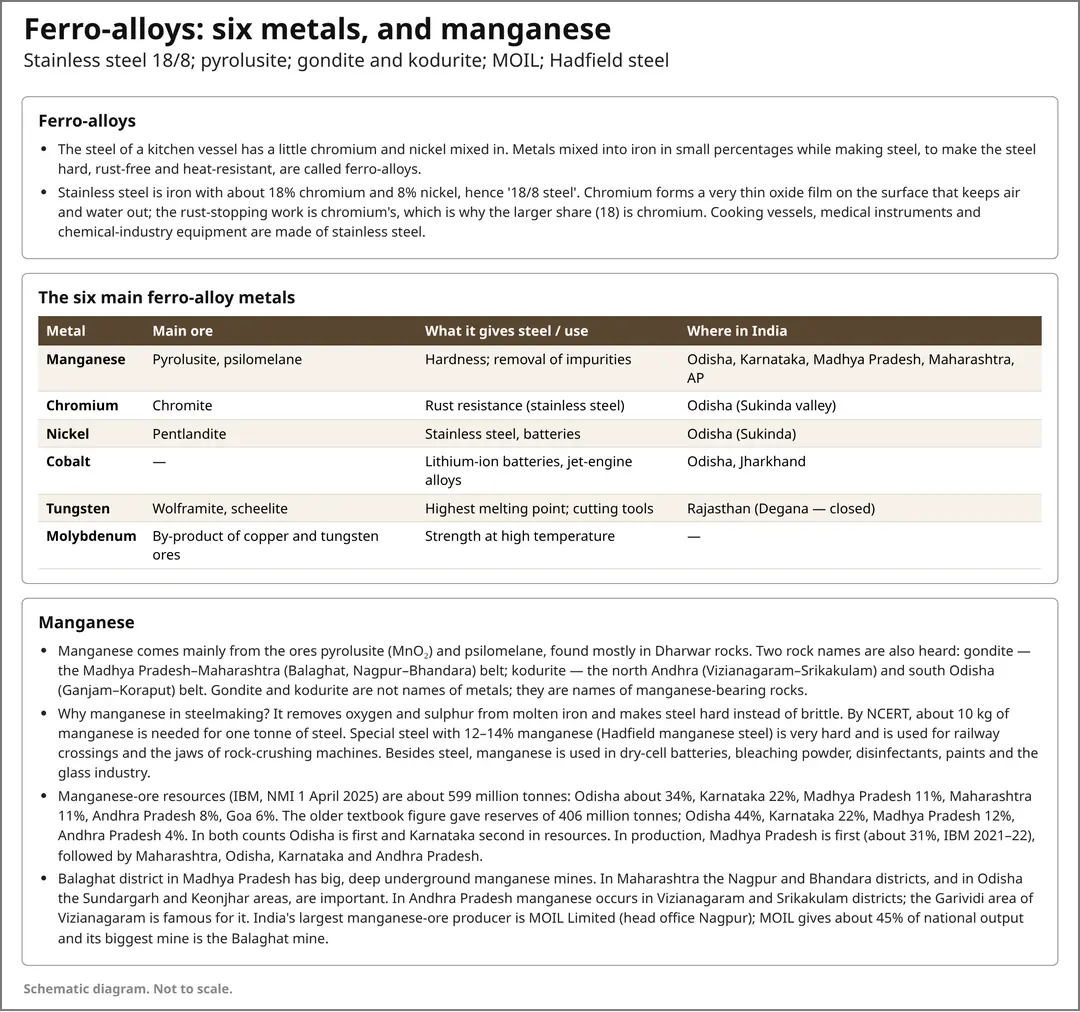 Ferro-alloys: six metals, and manganese
Stainless steel 18/8; pyrolusite; gondite and kodurite; MOIL; Hadfield steel
Ferro-alloys
• The steel of a kitchen vessel has a little chromium and nickel mixed in. Metals mixed into iron in small percentages while making steel, to make the steel
hard, rust-free and heat-resistant, are called ferro-alloys.
• Stainless steel is iron with about 18% chromium and 8% nickel, hence '18/8 steel'. Chromium forms a very thin oxide film on the surface that keeps air
and water out; the rust-stopping work is chromium's, which is why the larger share (18) is chromium. Cooking vessels, medical instruments and
chemical-industry equipment are made of stainless steel.
The six main ferro-alloy metals
Metal Main ore What it gives steel / use Where in India
Manganese Pyrolusite, psilomelane Hardness; removal of impurities Odisha, Karnataka, Madhya Pradesh, Maharashtra,
AP
Chromium Chromite Rust resistance (stainless steel) Odisha (Sukinda valley)
Nickel Pentlandite Stainless steel, batteries Odisha (Sukinda)
Cobalt — Lithium-ion batteries, jet-engine Odisha, Jharkhand
alloys
Tungsten Wolframite, scheelite Highest melting point; cutting tools Rajasthan (Degana — closed)
Molybdenum By-product of copper and tungsten Strength at high temperature —
ores
Manganese
• Manganese comes mainly from the ores pyrolusite (MnO₂) and psilomelane, found mostly in Dharwar rocks. Two rock names are also heard: gondite —
the Madhya Pradesh–Maharashtra (Balaghat, Nagpur–Bhandara) belt; kodurite — the north Andhra (Vizianagaram–Srikakulam) and south Odisha
(Ganjam–Koraput) belt. Gondite and kodurite are not names of metals; they are names of manganese-bearing rocks.
• Why manganese in steelmaking? It removes oxygen and sulphur from molten iron and makes steel hard instead of brittle. By NCERT, about 10 kg of
manganese is needed for one tonne of steel. Special steel with 12–14% manganese (Hadfield manganese steel) is very hard and is used for railway
crossings and the jaws of rock-crushing machines. Besides steel, manganese is used in dry-cell batteries, bleaching powder, disinfectants, paints and the
glass industry.
• Manganese-ore resources (IBM, NMI 1 April 2025) are about 599 million tonnes: Odisha about 34%, Karnataka 22%, Madhya Pradesh 11%, Maharashtra
11%, Andhra Pradesh 8%, Goa 6%. The older textbook figure gave reserves of 406 million tonnes; Odisha 44%, Karnataka 22%, Madhya Pradesh 12%,
Andhra Pradesh 4%. In both counts Odisha is first and Karnataka second in resources. In production, Madhya Pradesh is first (about 31%, IBM 2021–22),
followed by Maharashtra, Odisha, Karnataka and Andhra Pradesh.
• Balaghat district in Madhya Pradesh has big, deep underground manganese mines. In Maharashtra the Nagpur and Bhandara districts, and in Odisha
the Sundargarh and Keonjhar areas, are important. In Andhra Pradesh manganese occurs in Vizianagaram and Srikakulam districts; the Garividi area of
Vizianagaram is famous for it. India's largest manganese-ore producer is MOIL Limited (head office Nagpur); MOIL gives about 45% of national output
and its biggest mine is the Balaghat mine.
Schematic diagram. Not to scale.